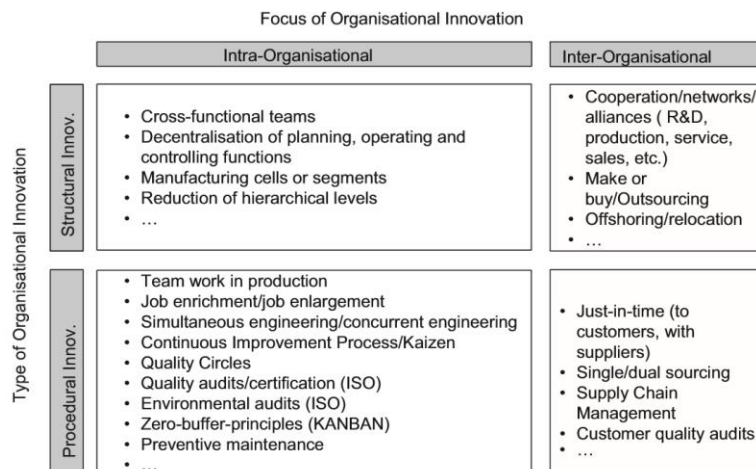 Focus of Organisational Innovation
Intra-Organisational
Inter-Organisational
Type of Organisational Innovation
Structural Innov.
• Cross-functional teams
• Decentralisation of planning, operating and
controlling functions
• Manufacturing cells or segments
• Reduction of hierarchical levels
• …
• Cooperation/networks/
alliances ( R&D,
production, service,
sales, etc.)
• Make or
buy/Outsourcing
• Offshoring/relocation
• …
Procedural Innov.
• Team work in production
• Job enrichment/job enlargement
• Simultaneous engineering/concurrent engineering
• Continuous Improvement Process/Kaizen
• Quality Circles
• Quality audits/certification (ISO)
• Environmental audits (ISO)
• Zero-buffer-principles (KANBAN)
• Preventive maintenance
• …
• Just-in-time (to
customers, with
suppliers)
• Single/dual sourcing
• Supply Chain
Management
• Customer quality audits
• …